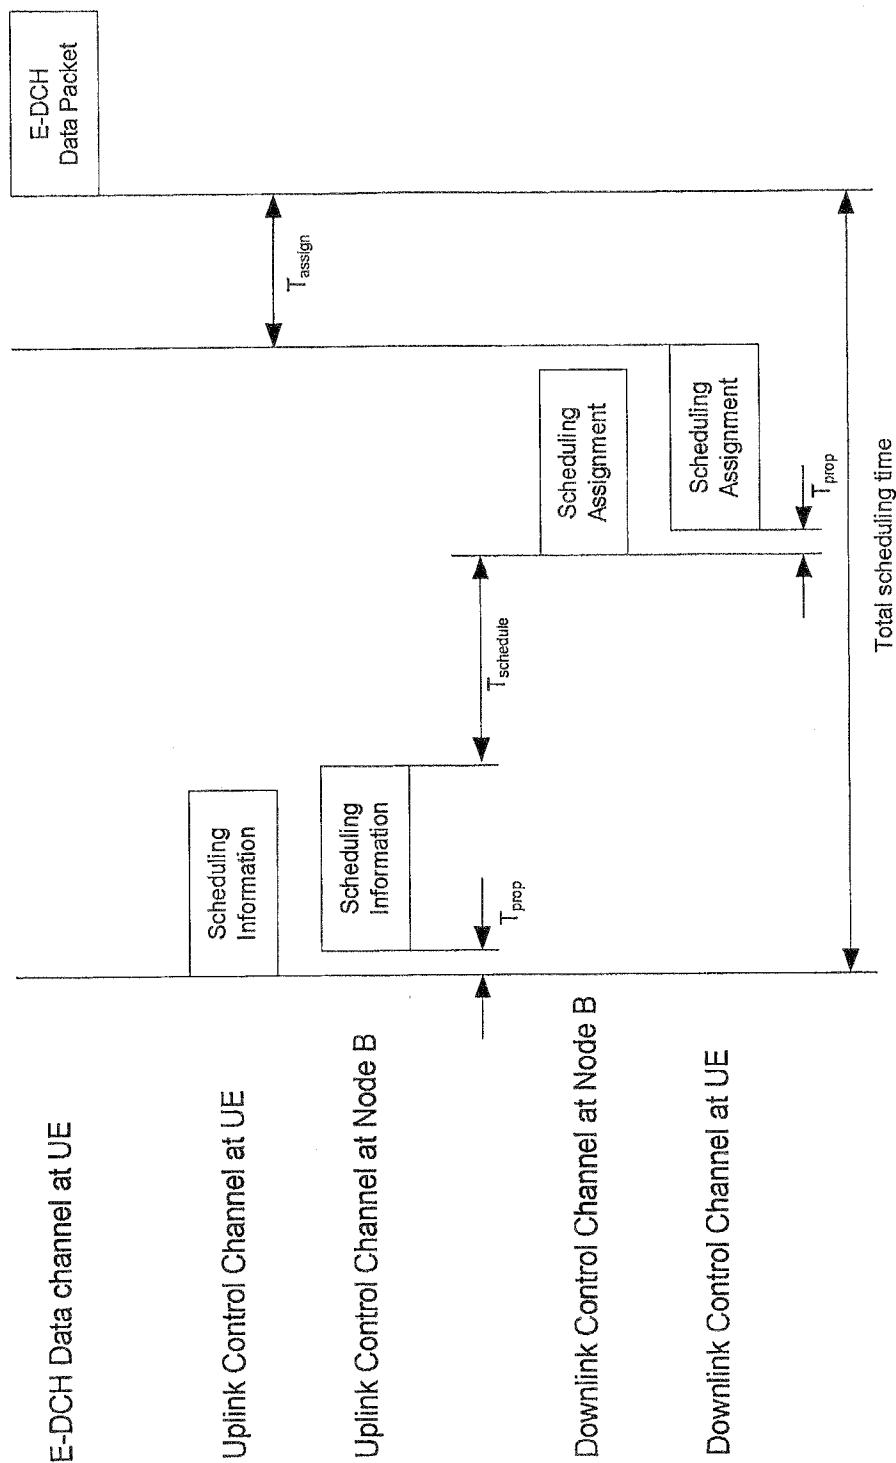 E-DCH Data channel at UE
E-DCH
Data Packet
Uplink Control Channel at UE
Scheduling
Information
T_assign
Uplink Control Channel at Node B
Scheduling
Information
T_prop
T_schedule
Downlink Control Channel at Node B
Scheduling
Assignment
Downlink Control Channel at UE
Scheduling
Assignment
T_prop
Total scheduling time